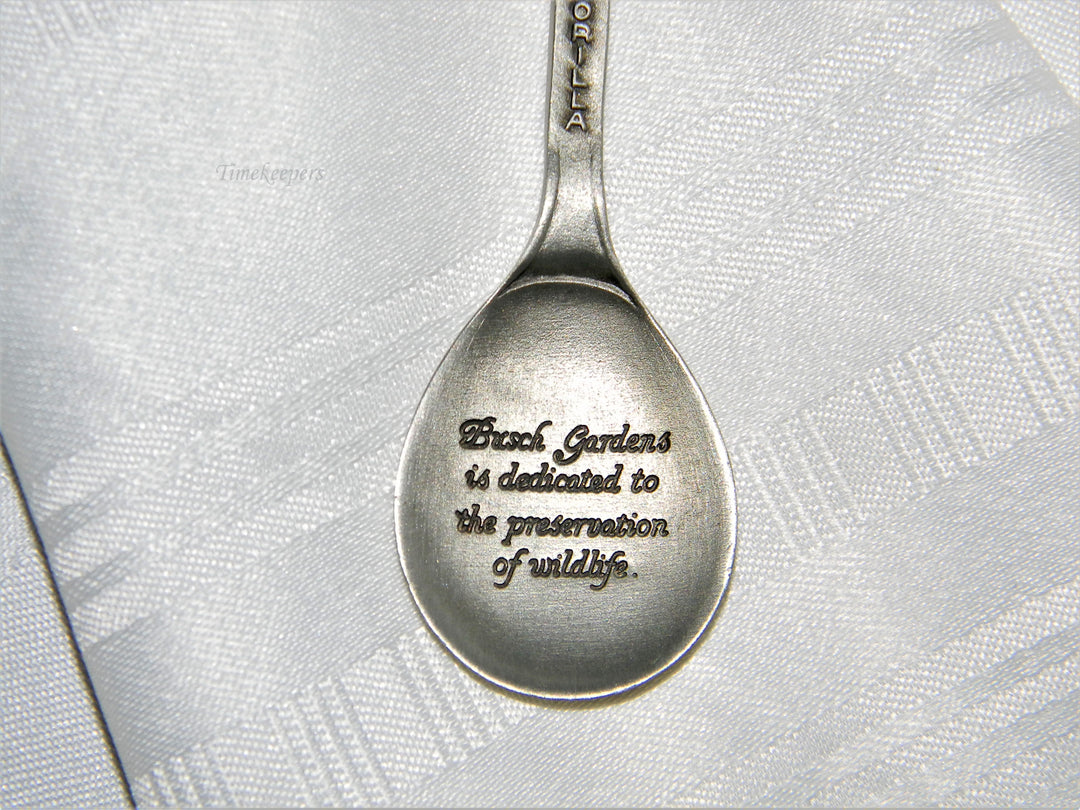 ORILLA
Timekeepers
Busch Gardens
is dedicated to
the preservation
of wildlife.